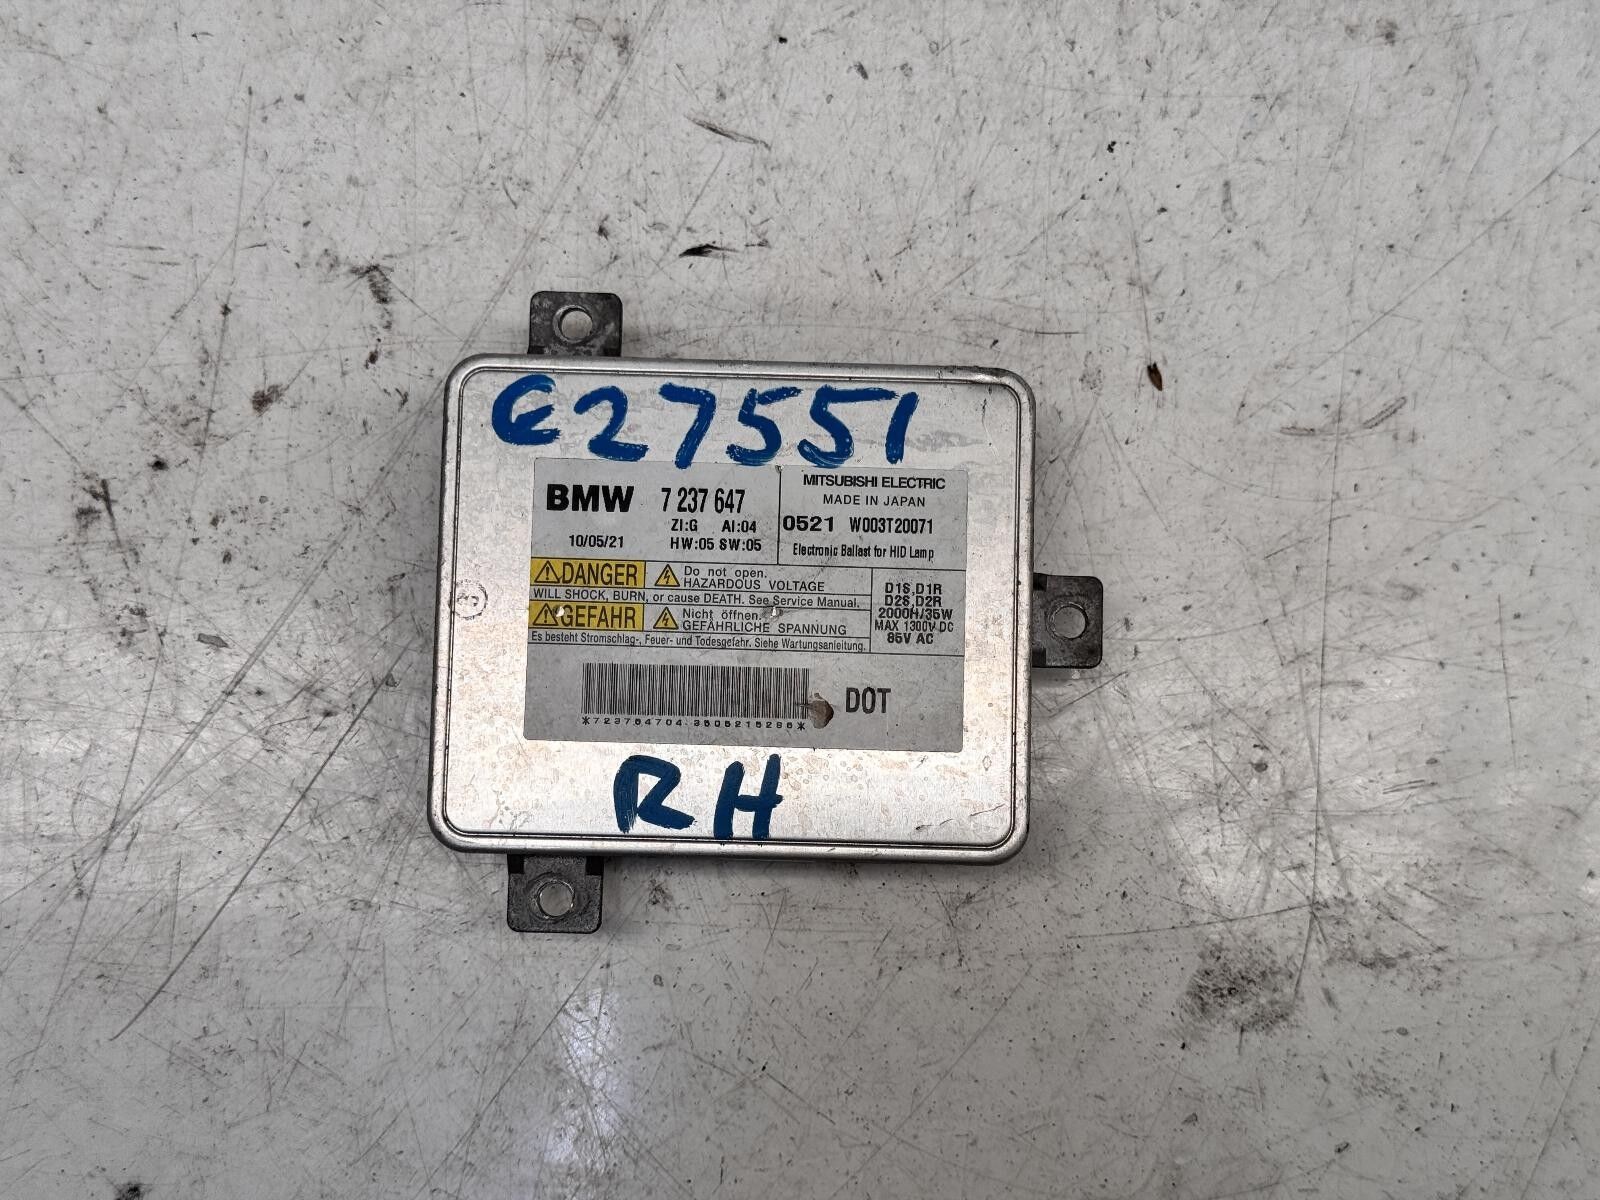 E27551
BMW 7 237 647
ZI:G AI:04
10/05/21 HW:05 SW:05
MITSUBISHI ELECTRIC
MADE IN JAPAN
0521 W003T20071
Electronic Ballast for HID Lamp
DANGER Do not open.
HAZARDOUS VOLTAGE
WILL SHOCK, BURN, or cause DEATH. See Service Manual.
GEFAHR Nicht öffnen.
GEFÄHRLICHE SPANNUNG
Es besteht Stromschlag-, Feuer- und Todesgefahr. Siehe Wartungsanleitung.
D1S,D1R
D2S,D2R
2000H/35W
MAX 1300V DC
85V AC
DOT
RH